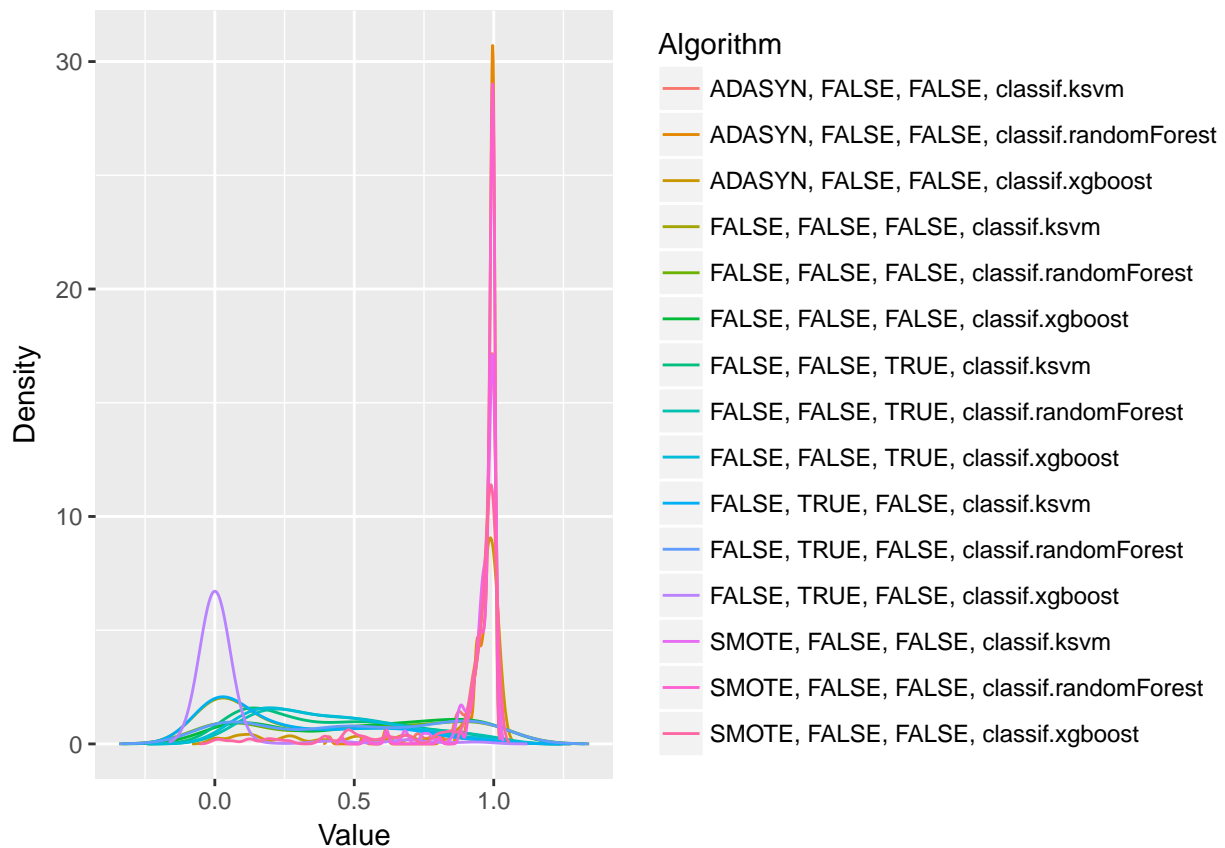 30
20
10
0
Density
0.0 0.5 1.0
Value
Algorithm
ADASYN, FALSE, FALSE, classif.ksvm
ADASYN, FALSE, FALSE, classif.randomForest
ADASYN, FALSE, FALSE, classif.xgboost
FALSE, FALSE, FALSE, classif.ksvm
FALSE, FALSE, FALSE, classif.randomForest
FALSE, FALSE, FALSE, classif.xgboost
FALSE, FALSE, TRUE, classif.ksvm
FALSE, FALSE, TRUE, classif.randomForest
FALSE, FALSE, TRUE, classif.xgboost
FALSE, TRUE, FALSE, classif.ksvm
FALSE, TRUE, FALSE, classif.randomForest
FALSE, TRUE, FALSE, classif.xgboost
SMOTE, FALSE, FALSE, classif.ksvm
SMOTE, FALSE, FALSE, classif.randomForest
SMOTE, FALSE, FALSE, classif.xgboost